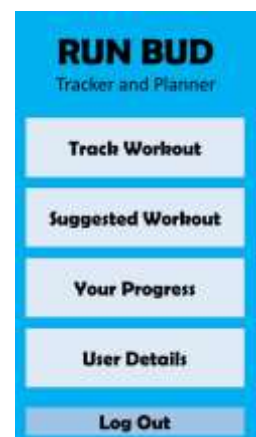 RUN BUD
Tracker and Planner
Track Workout
Suggested Workout
Your Progress
User Details
Log Out